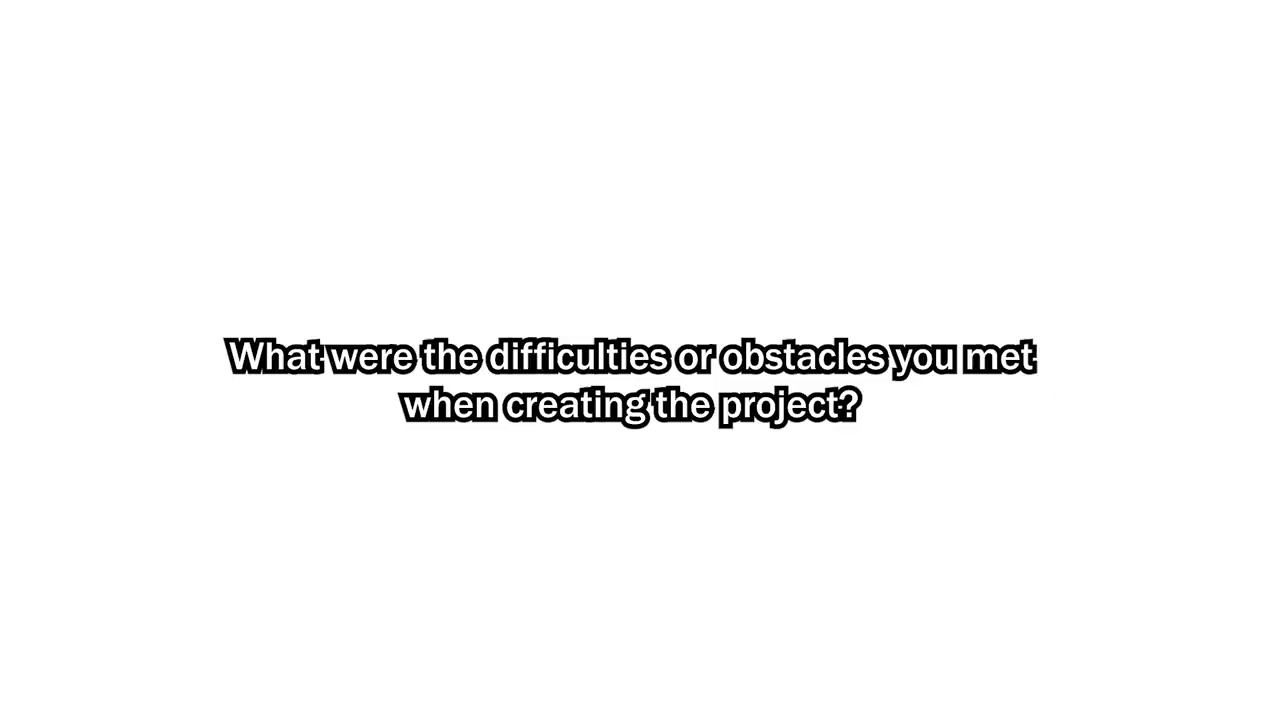 What were the difficulties or obstacles you met
when creating the project?